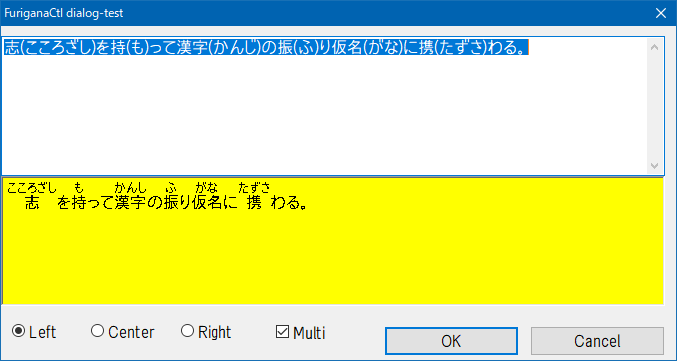 FuriganaCtl dialog-test
志(こころざし)を持(も)って漢字(かんじ)の振(ふ)り仮名(がな)に携(たずさ)わる。
こころざし も かんし ふ がな たずさ
志 を持って漢字の振り仮名に 携 わる。
Left Center Right Multi OK Cancel